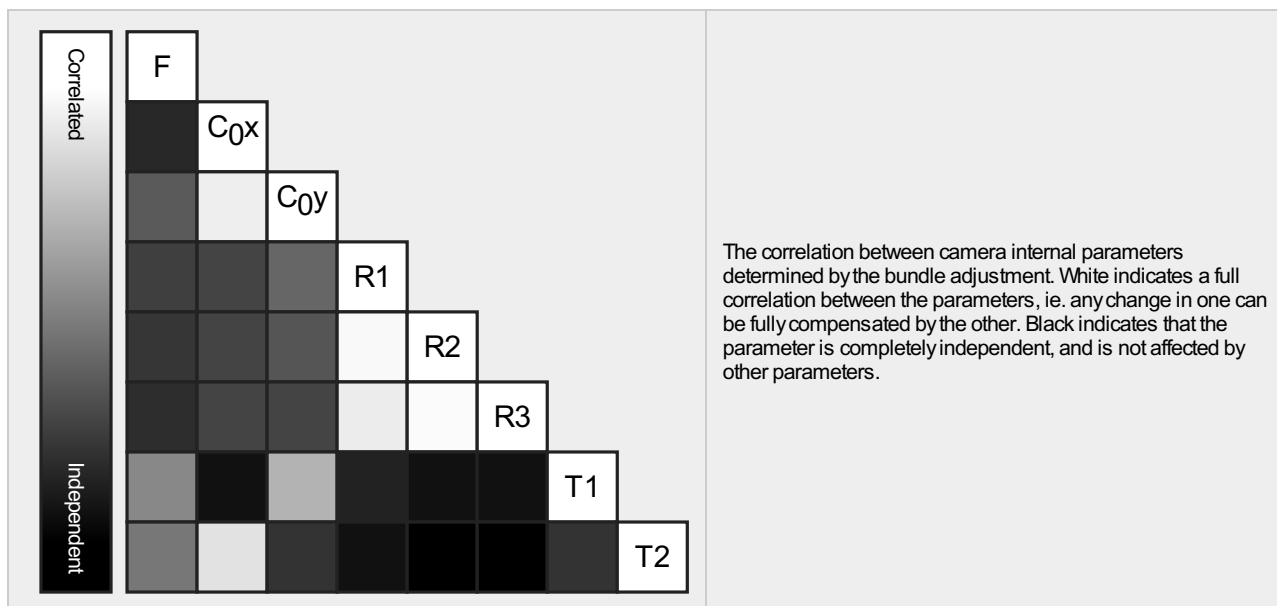 Correlated
Independent
F
C0x
C0y
R1
R2
R3
T1
T2
The correlation between camera internal parameters
determined by the bundle adjustment. White indicates a full
correlation between the parameters, ie. any change in one can
be fully compensated by the other. Black indicates that the
parameter is completely independent, and is not affected by
other parameters.